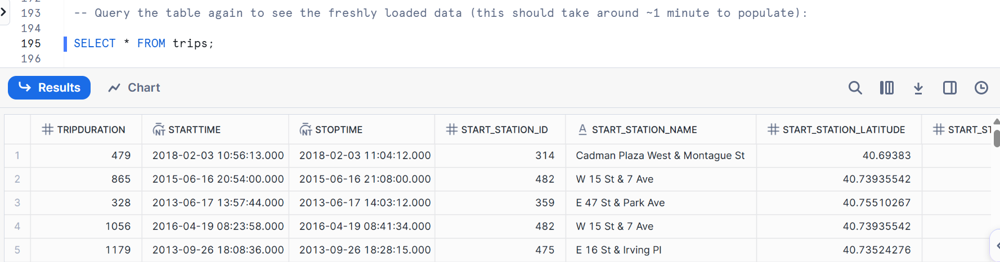 193 -- Query the table again to see the freshly loaded data (this should take around ~1 minute to populate):
194
195 SELECT * FROM trips;
196
Results Chart
TRIPDURATION NT STARTTIME NT STOPTIME START_STATION_ID A START_STATION_NAME START_STATION_LATITUDE START_ST
1 479 2018-02-03 10:56:13.000 2018-02-03 11:04:12.000 314 Cadman Plaza West & Montague St 40.69383
2 865 2015-06-16 20:54:00.000 2015-06-16 21:08:00.000 482 W 15 St & 7 Ave 40.73935542
3 328 2013-06-17 13:57:44.000 2013-06-17 14:03:12.000 359 E 47 St & Park Ave 40.75510267
4 1056 2016-04-19 08:23:58.000 2016-04-19 08:41:34.000 482 W 15 St & 7 Ave 40.73935542
5 1179 2013-09-26 18:08:36.000 2013-09-26 18:28:15.000 475 E 16 St & Irving Pl 40.73524276